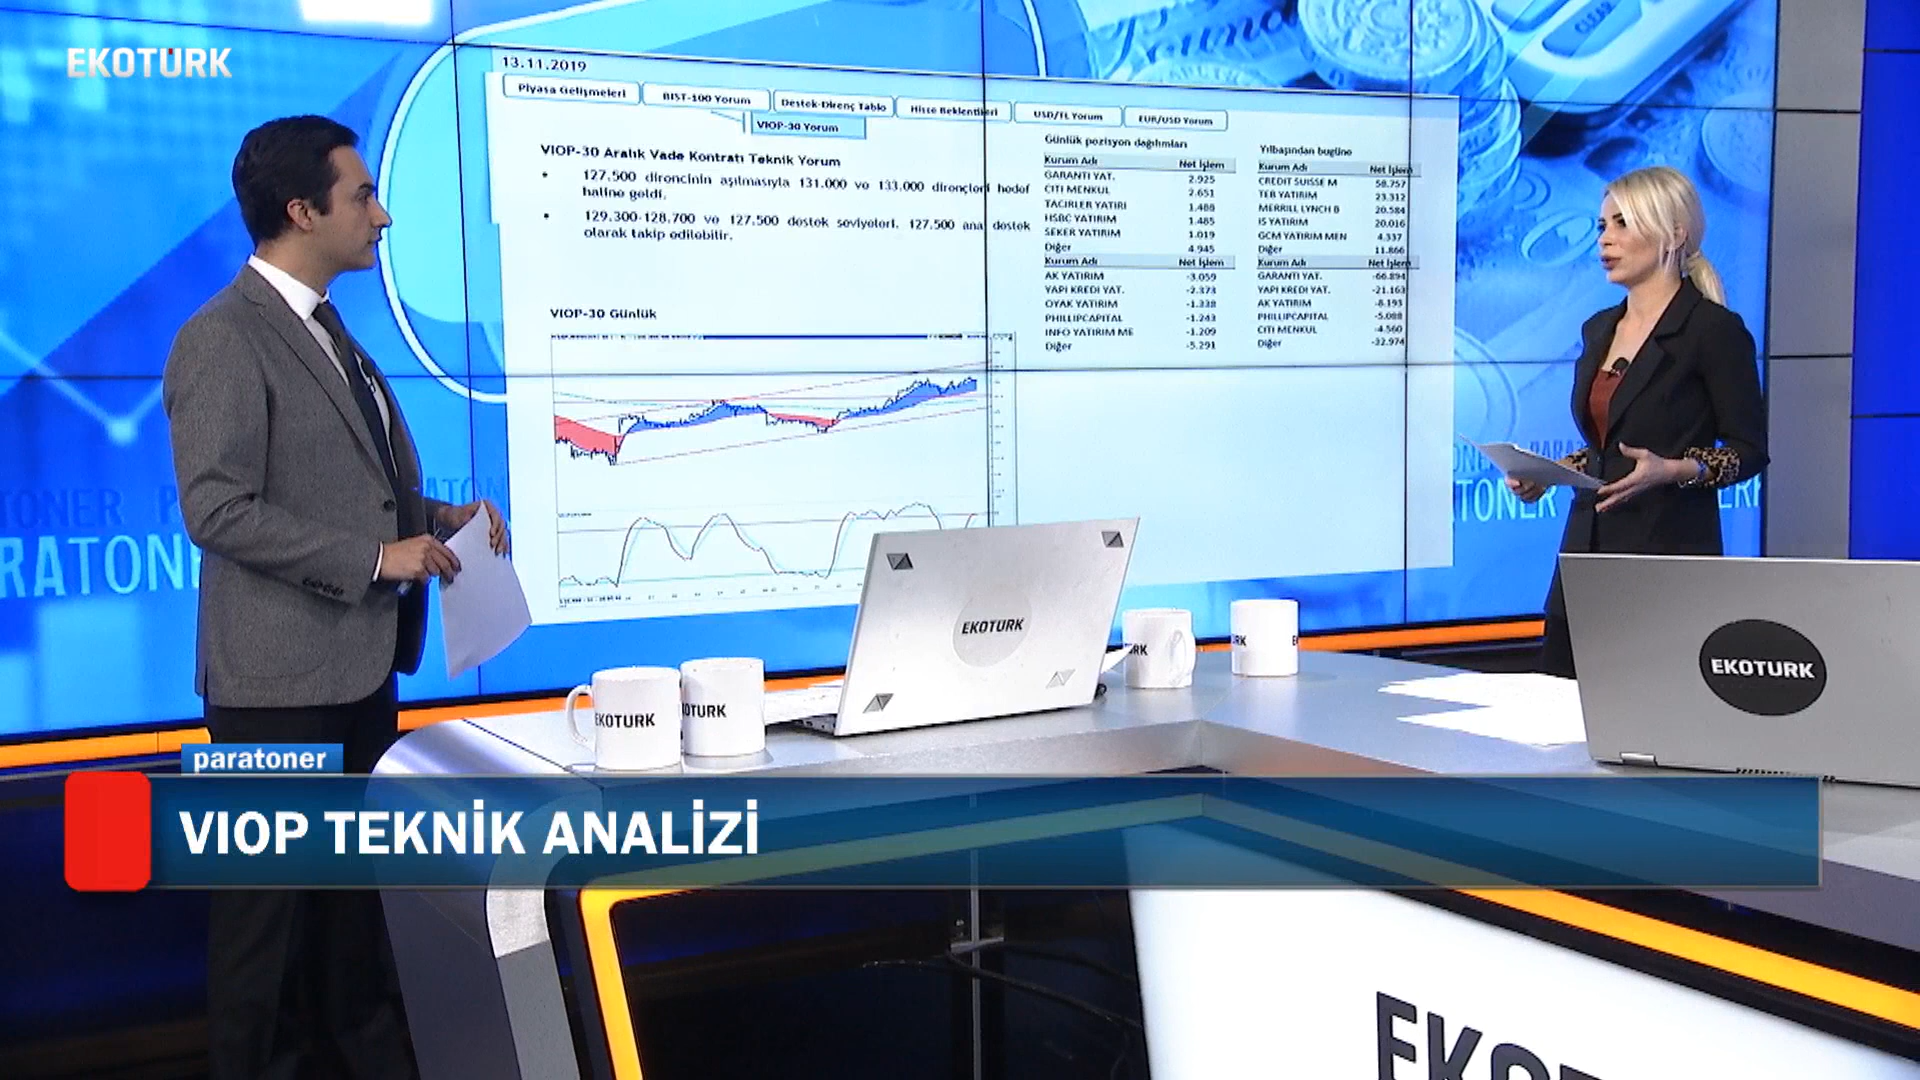 EKOTÜRK
13.11.2019
Piyasa Gelişmeleri
BIST-100 Yorum
Destek-Direnç Tablo
Hisse Beklentileri
USD/TL Yorum
EUR/USD Yorum
VIOP-30 Yorum
VIOP-30 Aralık Vade Kontratı Teknik Yorum
• 127.500 direncinin aşılmasıyla 131.000 ve 133.000 dirençleri hedef
haline geldi.
• 129.300-128.700 ve 127.500 destek seviyeleri. 127.500 ana destek
olarak takip edilebilir.
VIOP-30 Günlük
Günlük pozisyon dağılımları
Kurum Adı Net İşlem
GARANTI YAT. 2.925
CITI MENKUL 2.651
TACIRLER YATIRI 1.488
HSBC YATIRIM 1.485
SEKER YATIRIM 1.019
Diğer 4.945
Kurum Adı Net İşlem
AK YATIRIM -3.059
YAPI KREDI YAT. -2.373
OYAK YATIRIM -1.338
PHILLIPCAPITAL -1.243
INFO YATIRIM ME -1.209
Diğer -5.291
Yılbaşından bugüne
Kurum Adı Net İşlem
CREDIT SUISSE M 58.757
TEB YATIRIM 23.312
MERRILL LYNCH B 20.584
IS YATIRIM 20.016
GCM YATIRIM MEN 4.337
Diğer 11.866
Kurum Adı Net İşlem
GARANTI YAT. -66.894
YAPI KREDI YAT. -21.163
AK YATIRIM -8.193
PHILLIPCAPITAL -5.088
CITI MENKUL -4.560
Diğer -32.974
TONER
RATONE
PARATONER
EKOTURK
EKOTURK
EKOTURK
paratoner
VIOP TEKNİK ANALİZİ